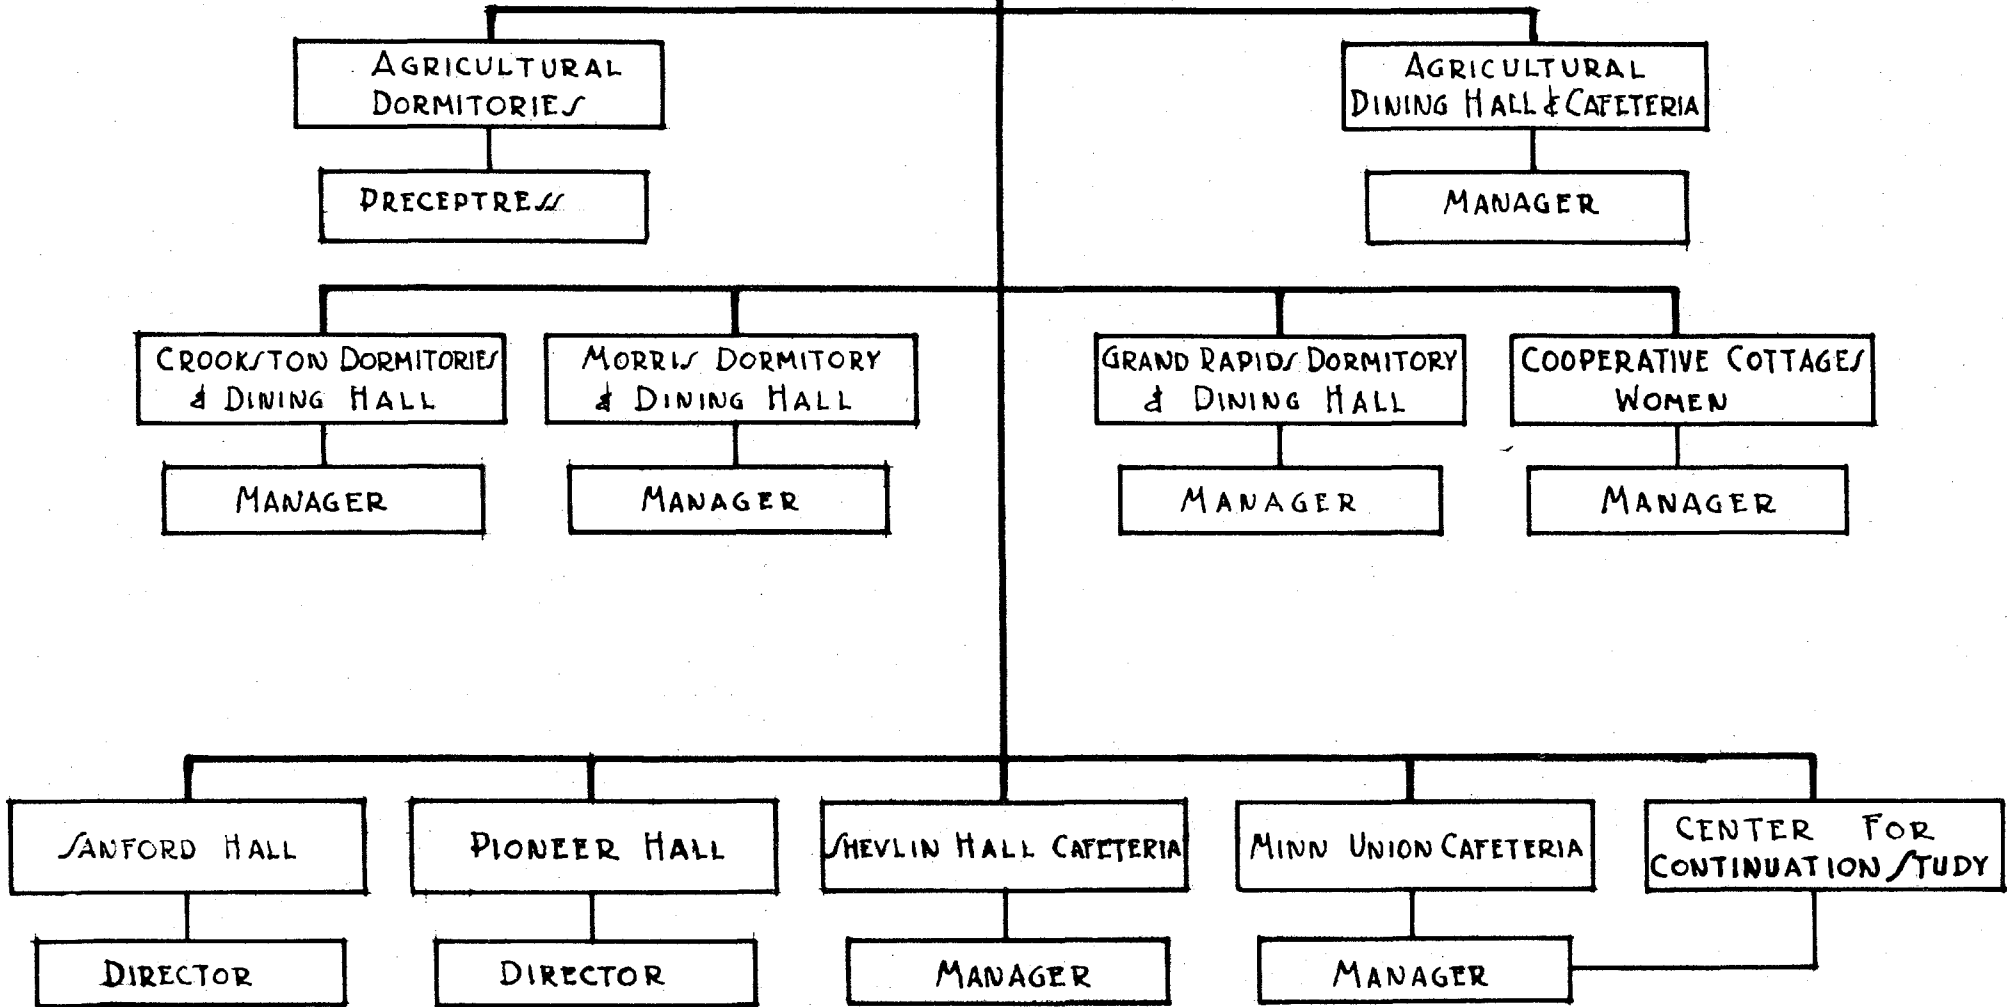 AGRICULTURAL
DORMITORIES
PRECEPTRESS
AGRICULTURAL
DINING HALL & CAFETERIA
MANAGER
CROOKSTON DORMITORIES
& DINING HALL
MANAGER
MORRIS DORMITORY
& DINING HALL
MANAGER
GRAND RAPIDS DORMITORY
& DINING HALL
MANAGER
COOPERATIVE COTTAGES
WOMEN
MANAGER
SANFORD HALL
DIRECTOR
PIONEER HALL
DIRECTOR
SHEVLIN HALL CAFETERIA
MANAGER
MINN UNION CAFETERIA
MANAGER
CENTER FOR
CONTINUATION STUDY